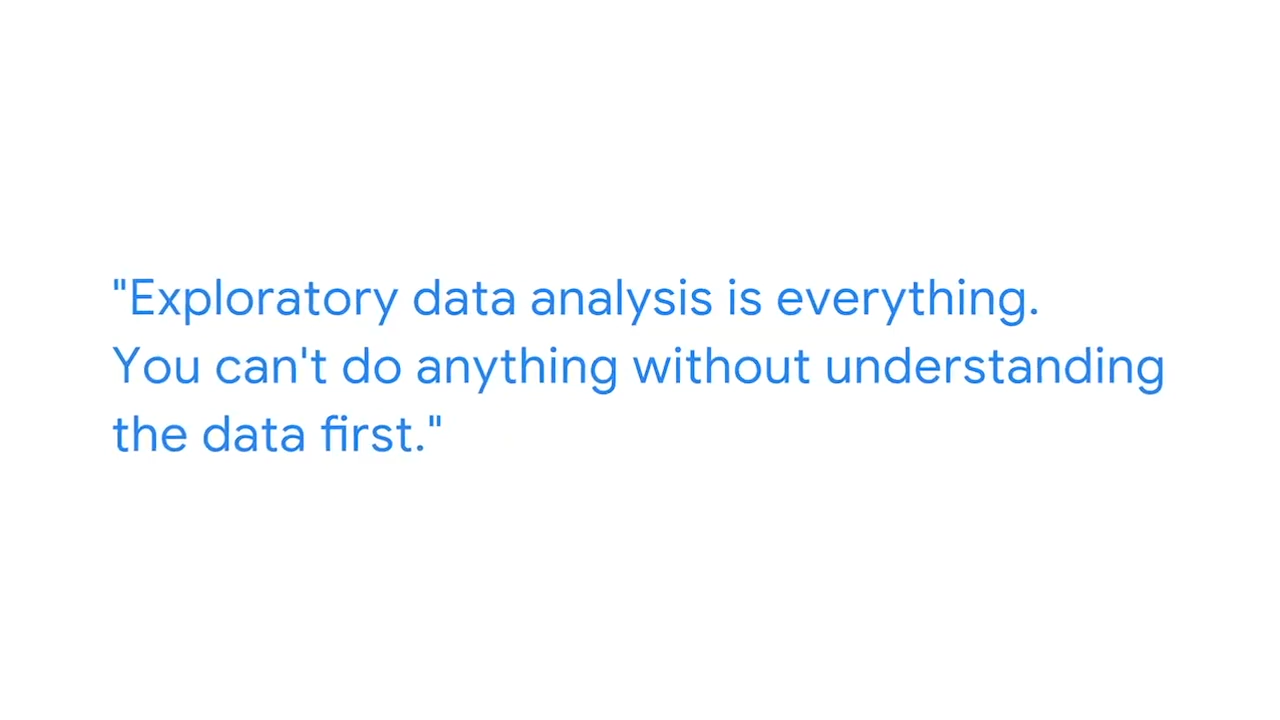 "Exploratory data analysis is everything.
You can't do anything without understanding
the data first."